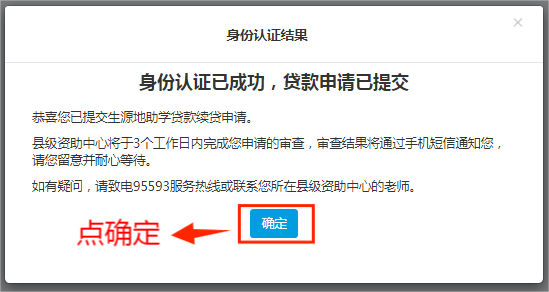 身份认证结果
身份认证已成功，贷款申请已提交
恭喜您已提交生源地助学贷款续贷申请。
县级资助中心将于3个工作日内完成您申请的审查，审查结果将通过手机短信通知您，
请您留意并耐心等待。
如有疑问，请致电95593服务热线或联系您所在县级资助中心的老师。
确定
点确定